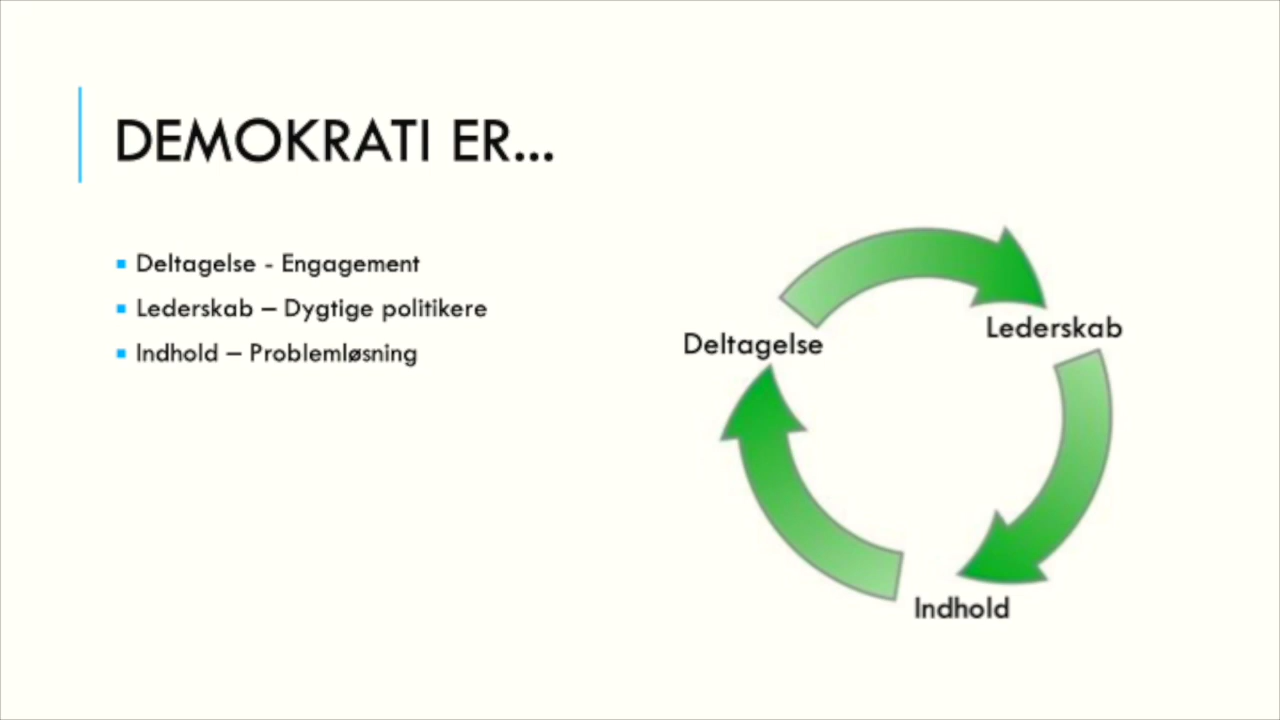 DEMOKRATI ER...
Deltagelse - Engagement
Lederskab – Dygtige politikere
Indhold – Problemløsning
Lederskab
Deltagelse
Indhold